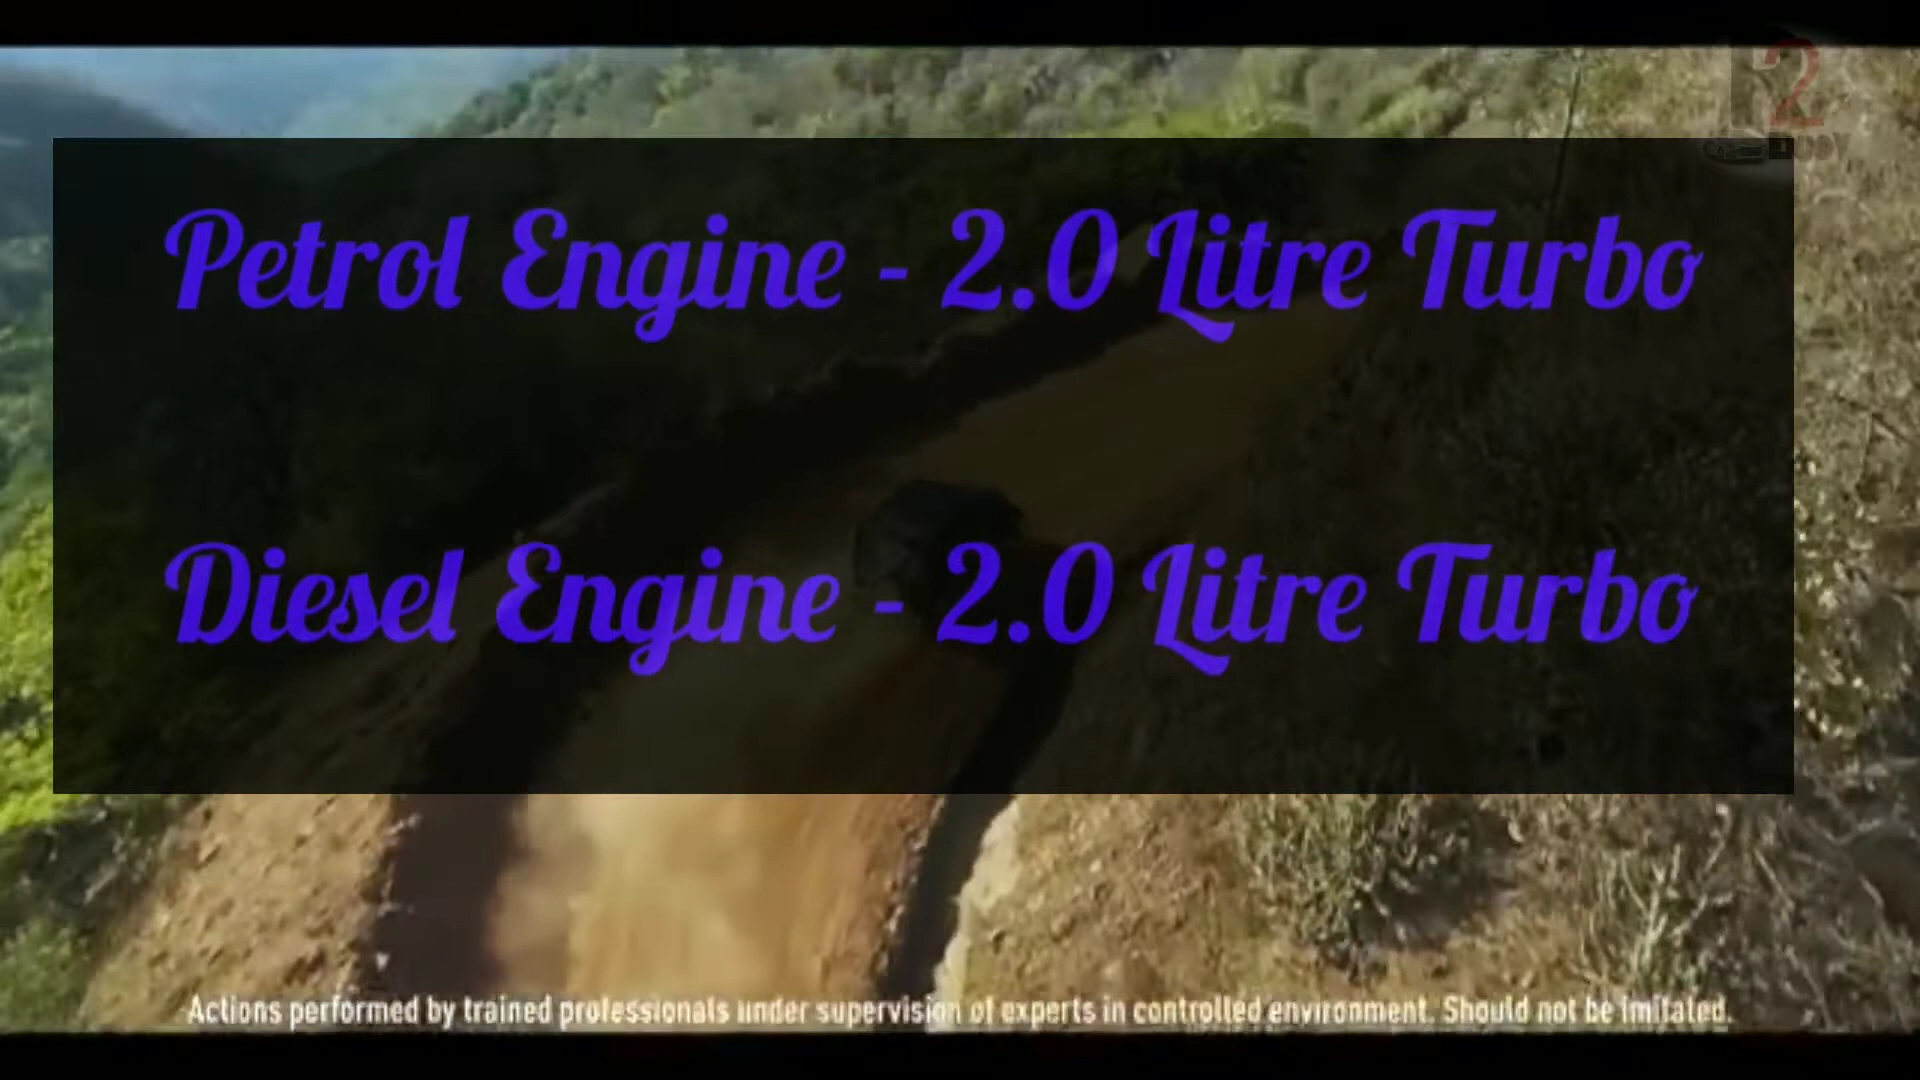 R2
Petrol Engine - 2.0 Litre Turbo
Diesel Engine - 2.0 Litre Turbo
Actions performed by trained professionals under supervision of experts in controlled environment. Should not be imitated.